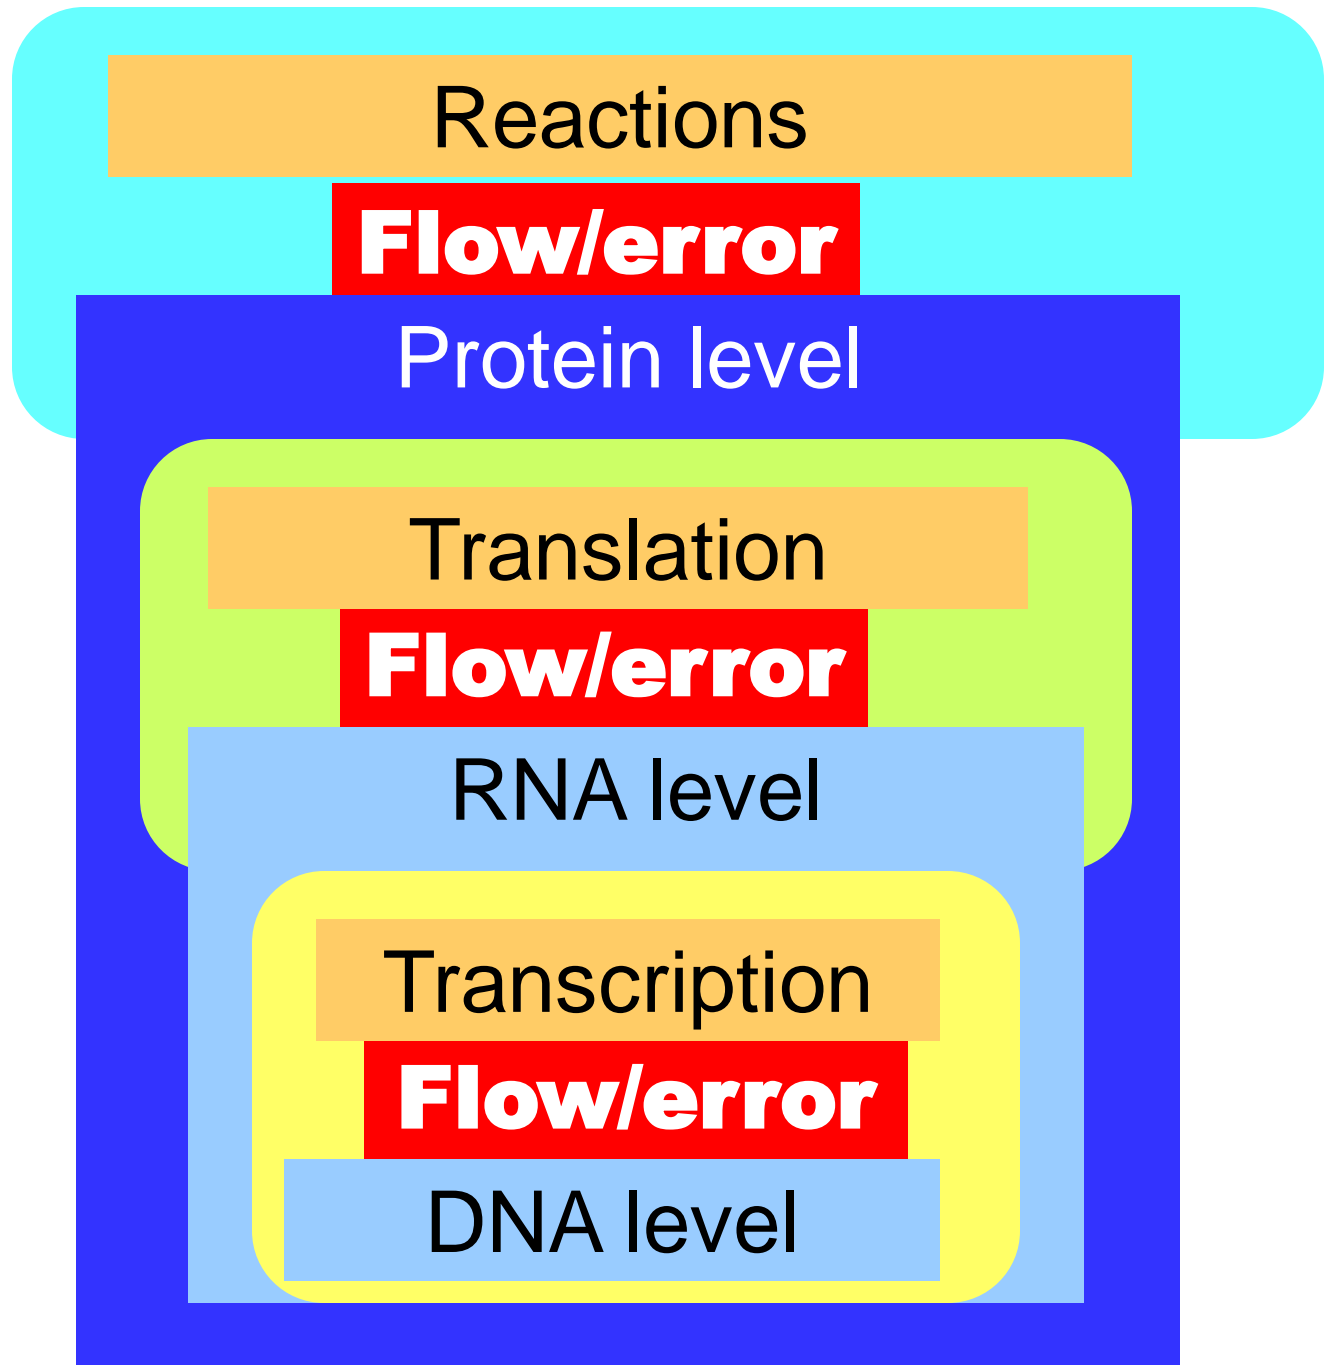 Reactions
Flow/error
Protein level
Translation
Flow/error
RNA level
Transcription
Flow/error
DNA level